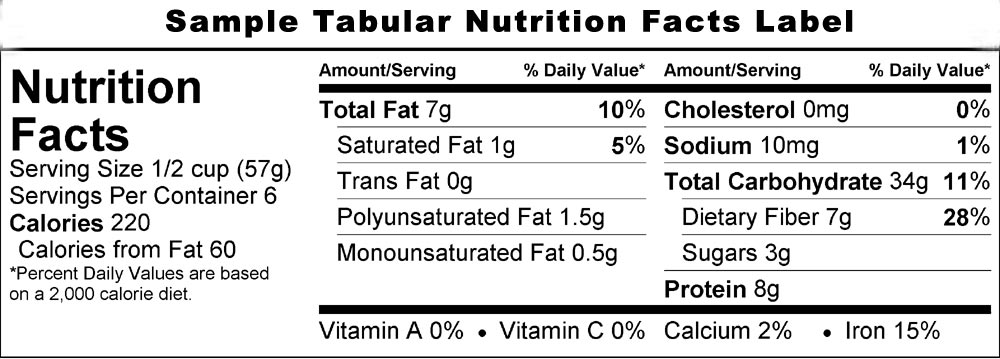 Sample Tabular Nutrition Facts Label
Nutrition
Facts
Serving Size 1/2 cup (57g)
Servings Per Container 6
Calories 220
Calories from Fat 60
*Percent Daily Values are based
on a 2,000 calorie diet.
Amount/Serving % Daily Value*
Total Fat 7g 10%
Saturated Fat 1g 5%
Trans Fat 0g
Polyunsaturated Fat 1.5g
Monounsaturated Fat 0.5g
Amount/Serving % Daily Value*
Cholesterol 0mg 0%
Sodium 10mg 1%
Total Carbohydrate 34g 11%
Dietary Fiber 7g 28%
Sugars 3g
Protein 8g
Vitamin A 0% • Vitamin C 0% Calcium 2% • Iron 15%